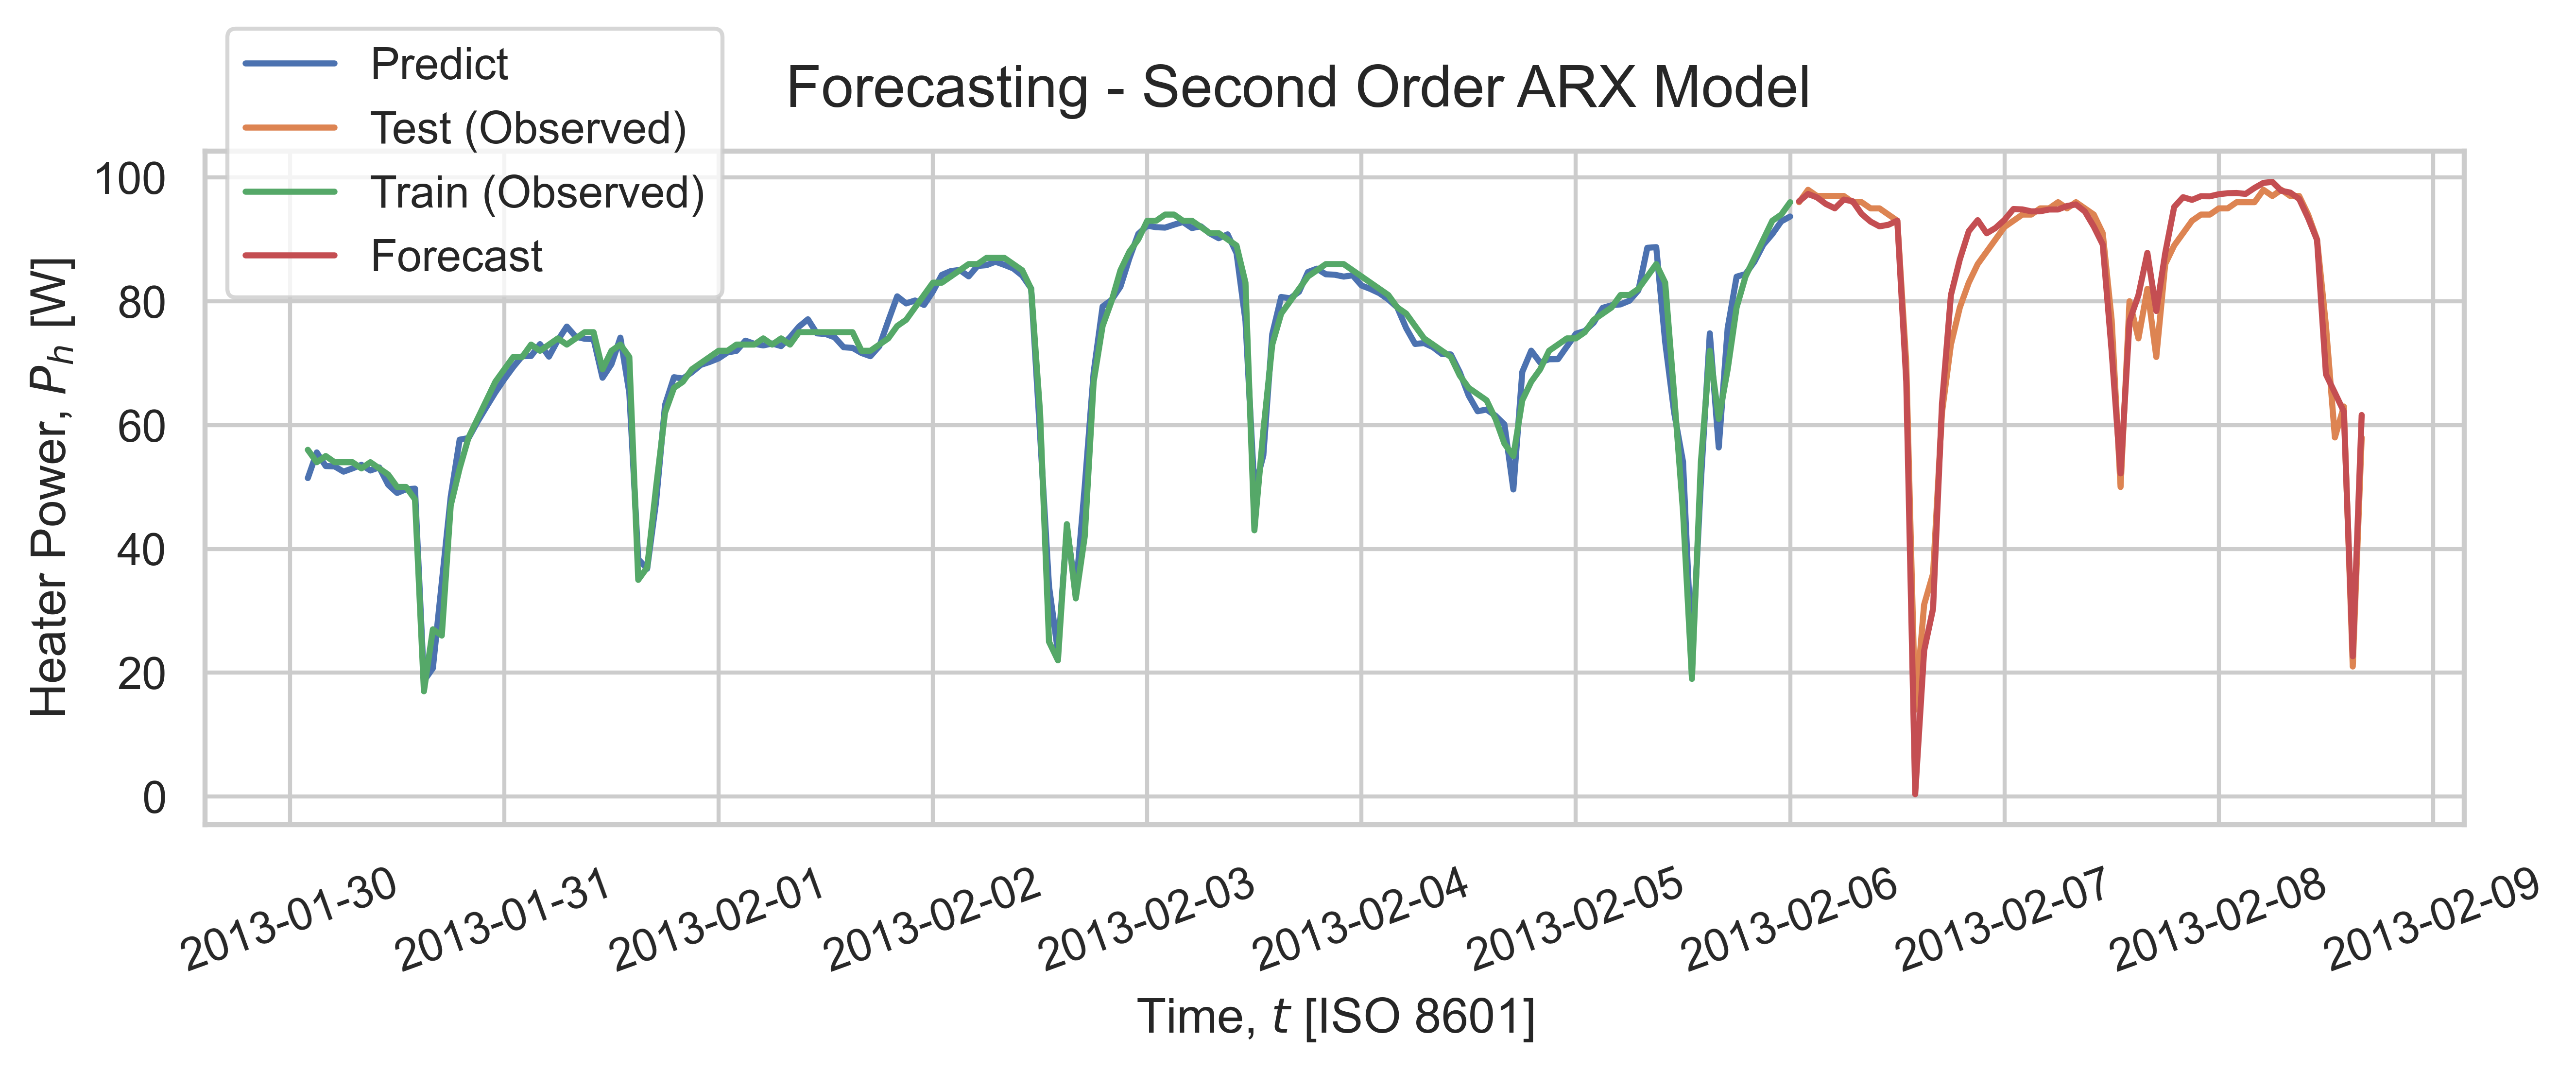 Predict
Test (Observed)
Train (Observed)
Forecast
Forecasting - Second Order ARX Model
Heater Power, P_h [W]
100
80
60
40
20
0
2013-01-30
2013-01-31
2013-02-01
2013-02-02
2013-02-03
2013-02-04
2013-02-05
2013-02-06
2013-02-07
2013-02-08
2013-02-09
Time, t [ISO 8601]